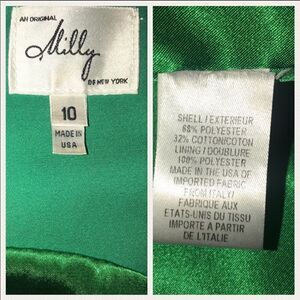 AN ORIGINAL
Milly
OF NEW YORK
10
MADE IN
USA
SHELL / EXTERIEUR
68% POLYESTER
32% COTTON/COTON
LINING / DOUBLURE
100% POLYESTER
MADE IN THE USA OF
IMPORTED FABRIC
FROM ITALY/
FABRIQUE AUX
ETATS-UNIS DU TISSU
IMPORTE A PARTIR
DE L'ITALIE